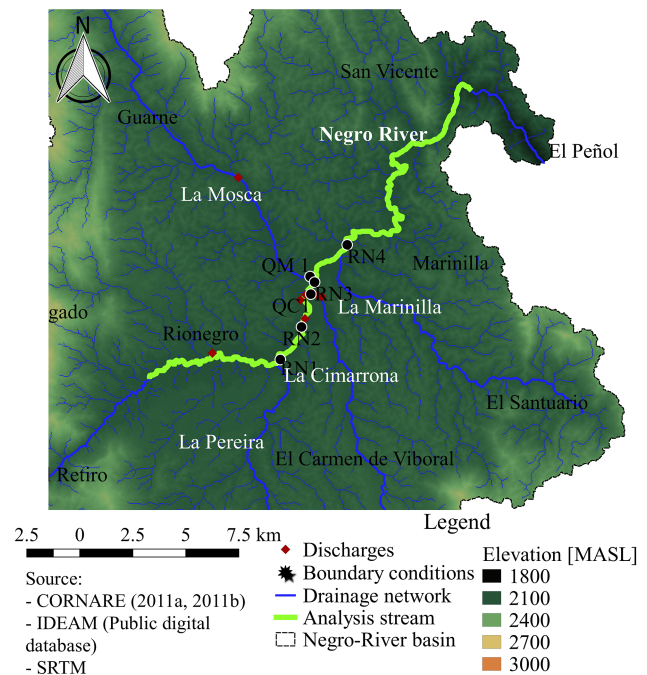 N
San Vicente
Guarne
Negro River
El Peñol
La Mosca
RN4
QM 1
Marinilla
RN3
QC1
La Marinilla
gado
Rionegro
RN2
RN1
La Cimarrona
El Santuario
La Pereira
El Carmen de Viboral
Retiro
Legend
2.5 0 2.5 5 7.5 km
Discharges
Boundary conditions
Drainage network
Analysis stream
Negro-River basin
Elevation [MASL]
1800
2100
2400
2700
3000
Source:
- CORNARE (2011a, 2011b)
- IDEAM (Public digital
database)
- SRTM